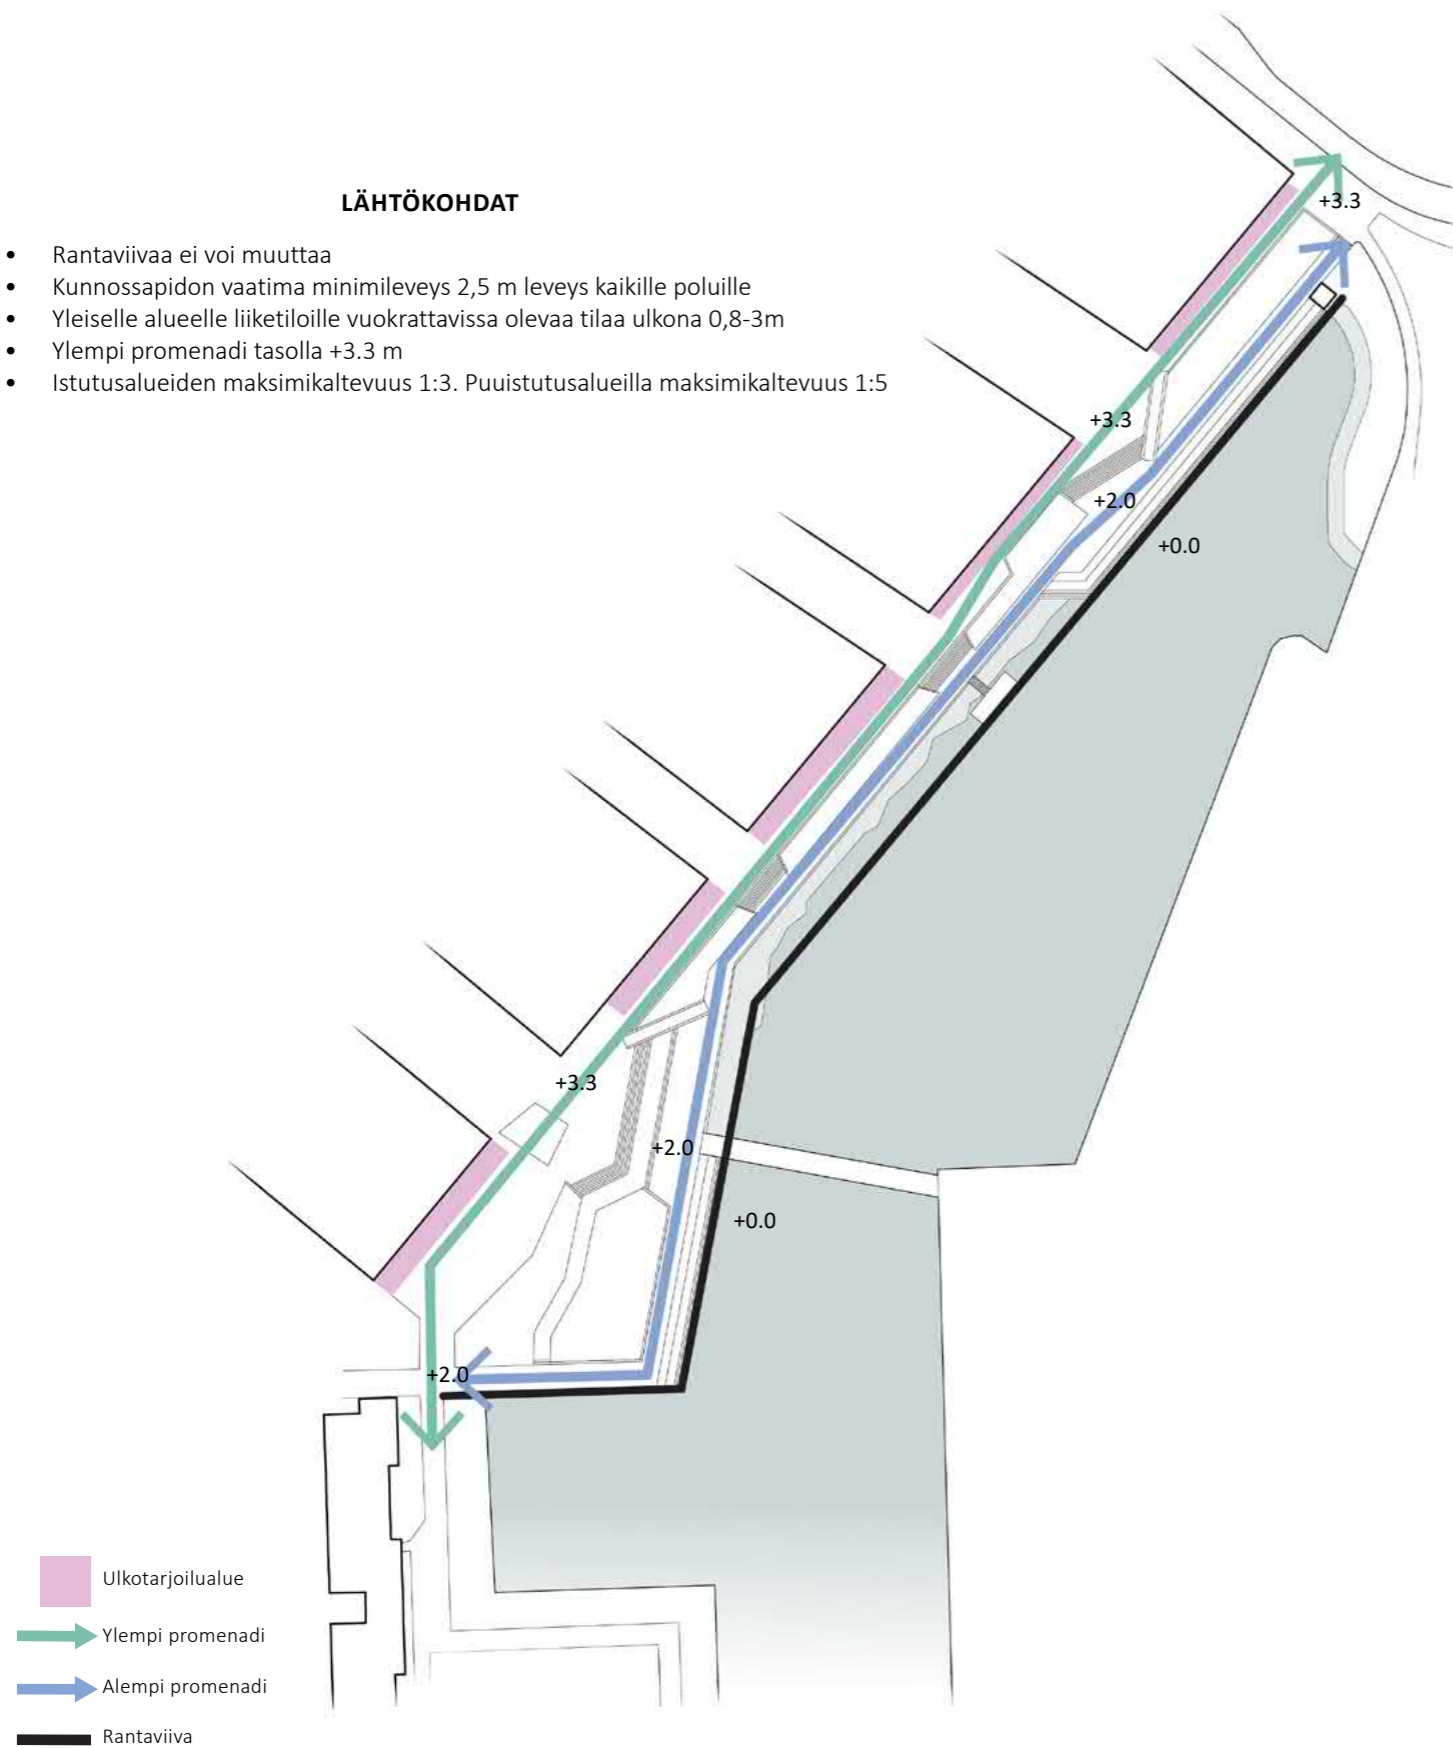 LÄHTÖKOHDAT
• Rantaviivaa ei voi muuttaa
• Kunnossapidon vaatima minimileveys 2,5 m leveys kaikille poluille
• Yleiselle alueelle liiketiloille vuokrattavissa olevaa tilaa ulkona 0,8-3m
• Ylempi promenadi tasolla +3.3 m
• Istutusalueiden maksimikaltevuus 1:3. Puuistutusalueilla maksimikaltevuus 1:5
+3.3
+3.3
+2.0
+0.0
+3.3
+2.0
+0.0
+2.0
Ulkotarjoilualue
Ylempi promenadi
Alempi promenadi
Rantaviiva